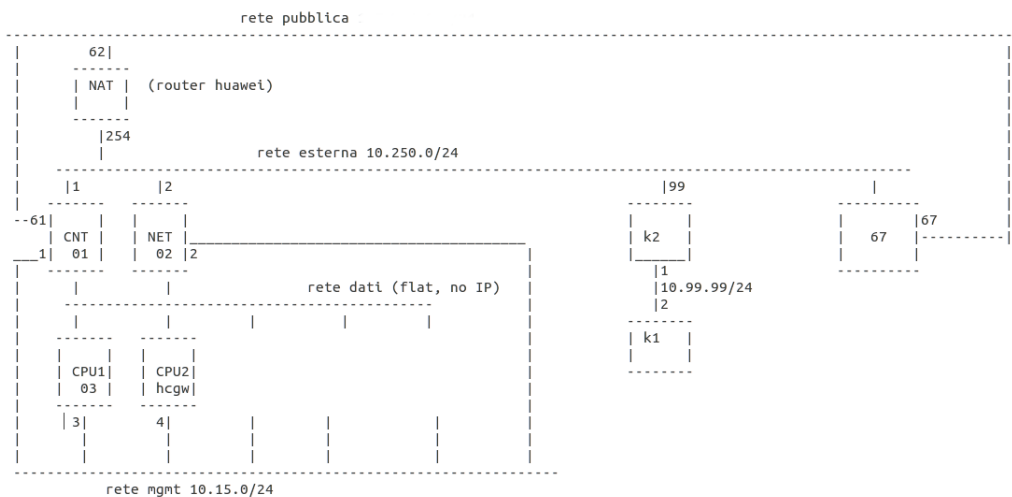 rete pubblica
62
NAT (router huawei)
254
rete esterna 10.250.0/24
1 2 99
61 67
CNT NET k2 67
1 01 02 2
1
rete dati (flat, no IP) 10.99.99/24
2
k1
CPU1 CPU2
03 hcgw
3 4
rete mgmt 10.15.0/24